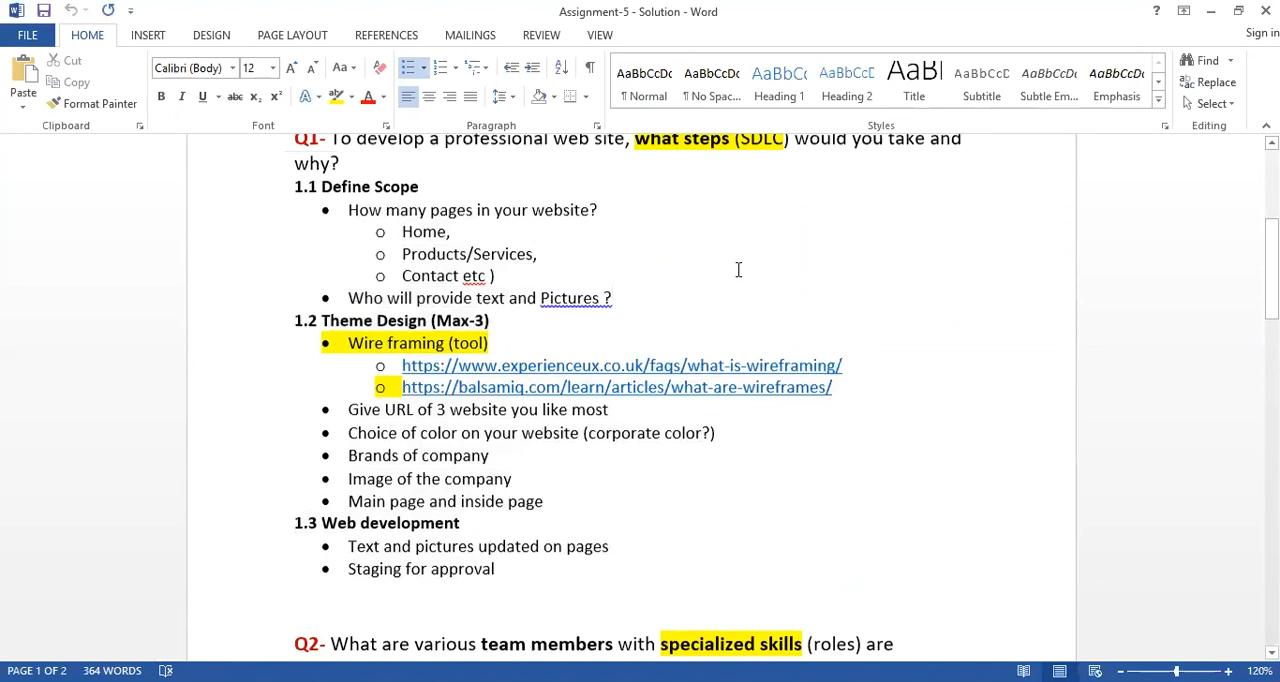 Assignment-5 - Solution - Word
?
FILE HOME INSERT DESIGN PAGE LAYOUT REFERENCES MAILINGS REVIEW VIEW Sign in
Paste
Cut
Copy
Format Painter
Clipboard
Calibri (Body) 12 Aa
B I U abc x₂ x² A A
Font
Paragraph
AaBbCcDc AaBbCcDc AaBbCc AaBbCcC AaBl AaBbCcD AaBbCcDt AaBbCcDt
¶ Normal ¶ No Spac... Heading 1 Heading 2 Title Subtitle Subtle Em... Emphasis
Styles
Find
Replace
Select
Editing
Q1- To develop a professional web site, what steps (SDLC) would you take and
why?
1.1 Define Scope
• How many pages in your website?
o Home,
o Products/Services,
o Contact etc )
• Who will provide text and Pictures ?
1.2 Theme Design (Max-3)
• Wire framing (tool)
o https://www.experienceux.co.uk/faqs/what-is-wireframing/
o https://balsamiq.com/learn/articles/what-are-wireframes/
• Give URL of 3 website you like most
• Choice of color on your website (corporate color?)
• Brands of company
• Image of the company
• Main page and inside page
1.3 Web development
• Text and pictures updated on pages
• Staging for approval
Q2- What are various team members with specialized skills (roles) are
PAGE 1 OF 2 364 WORDS 120%